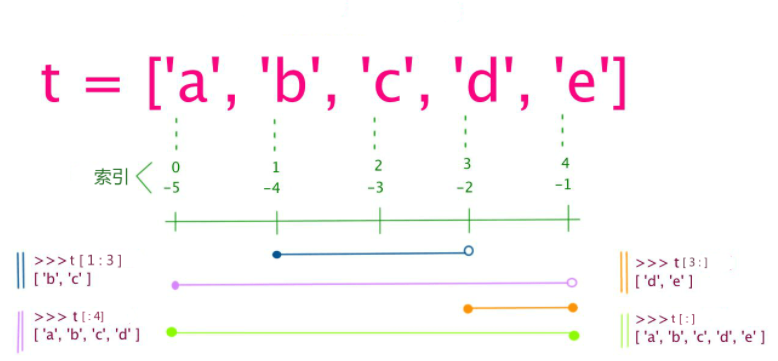 t = ['a', 'b', 'c', 'd', 'e']
索引
0 1 2 3 4
-5 -4 -3 -2 -1
>>>t [ 1 : 3 ]
[ 'b', 'c' ]
>>> t [: 4]
[ 'a', 'b', 'c', 'd' ]
>>> t [ 3 : ]
[ 'd', 'e' ]
>>>t [ : ]
[ 'a', 'b', 'c', 'd', 'e' ]